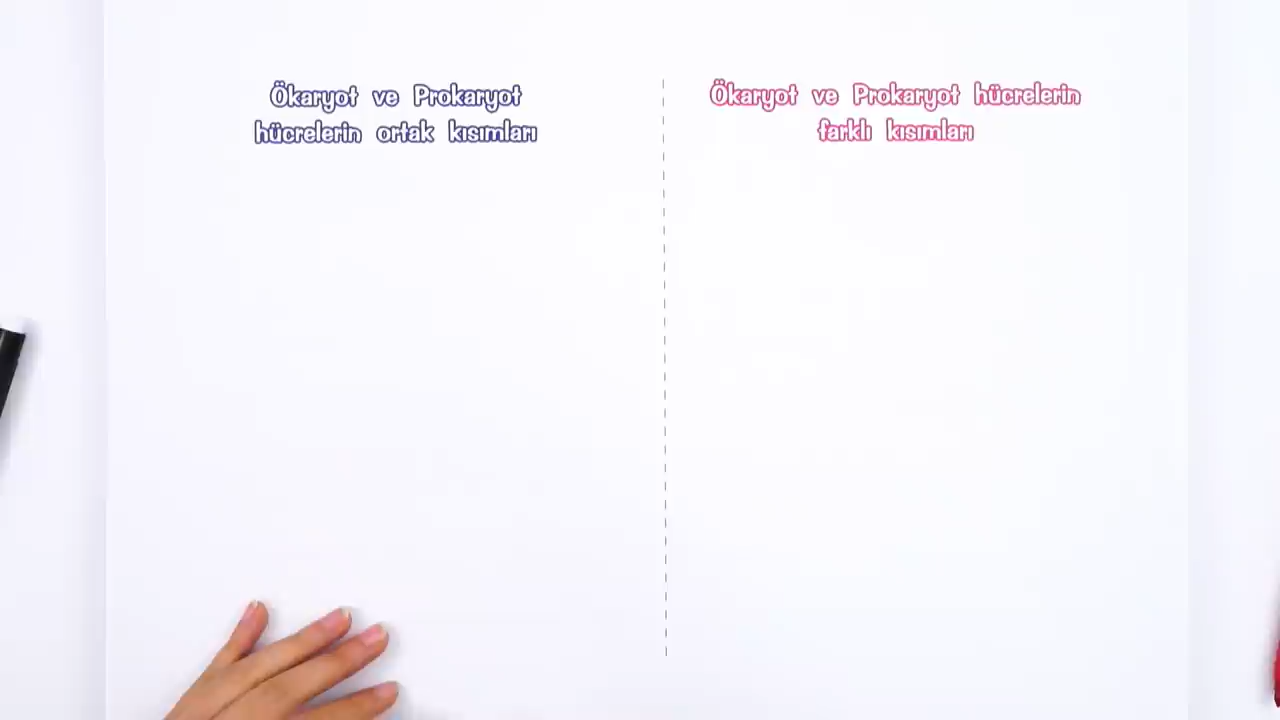 Ökaryot ve Prokaryot
hücrelerin ortak kısımları
Ökaryot ve Prokaryot hücrelerin
farklı kısımları